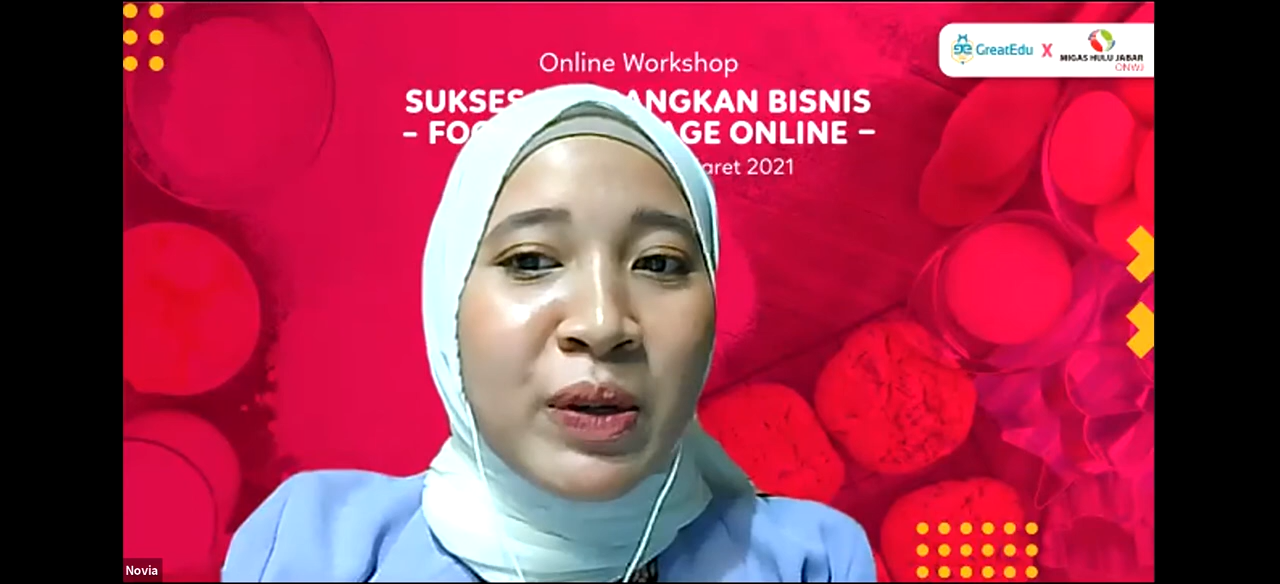 Online Workshop
GreatEdu X MIGAS HULU JABAR
ONWJ
SUKSES ANGKAN BISNIS
– FOO AGE ONLINE –
aret 2021
Novia